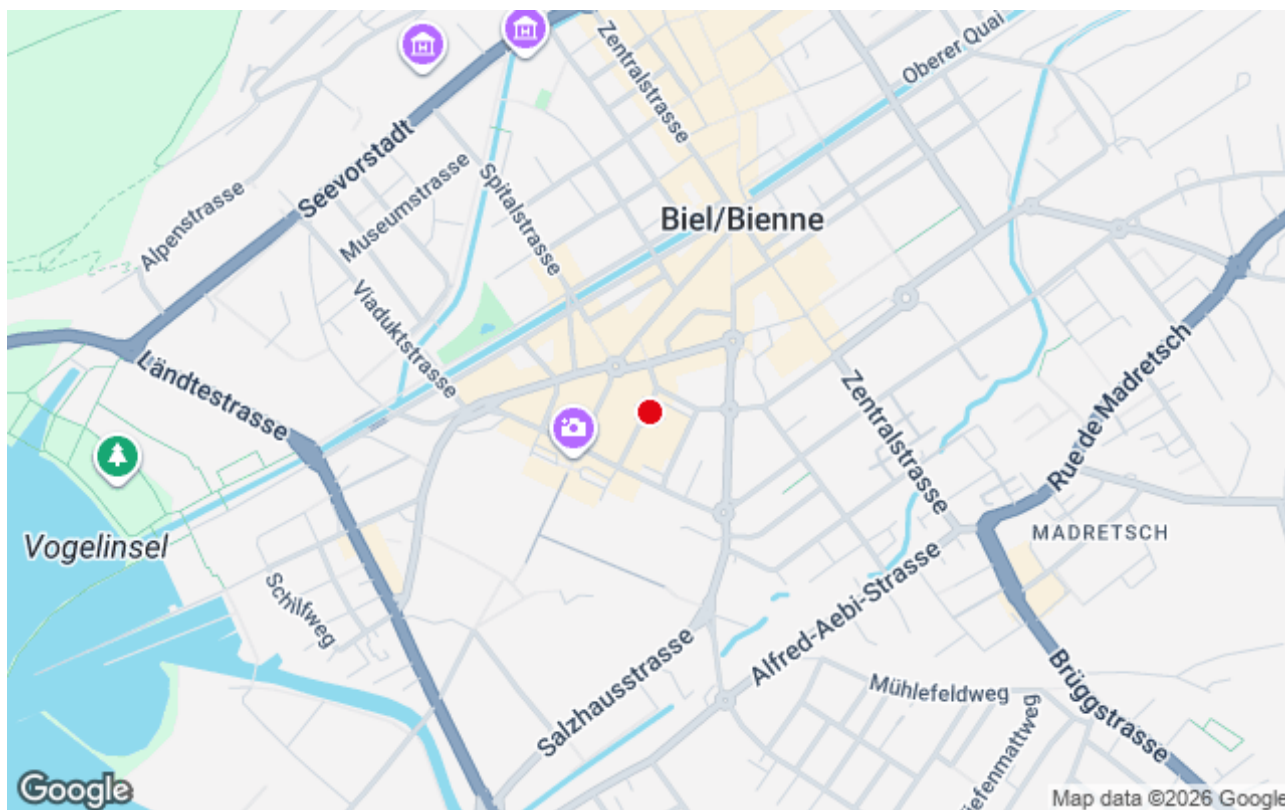 Zentralstrasse
Oberer Quai
Seevorstadt
Museumstrasse
Spitalstrasse
Alpenstrasse
Biel/Bienne
Viaduktstrasse
Ländtestrasse
Rue de Madretsch
Zentralstrasse
Vogelinsel
MADRETSCH
Schilfweg
Alfred-Aebi-Strasse
Salzhausstrasse
Mühlefeldweg
Brüggstrasse
iefenmattweg
Google
Map data ©2026 Google